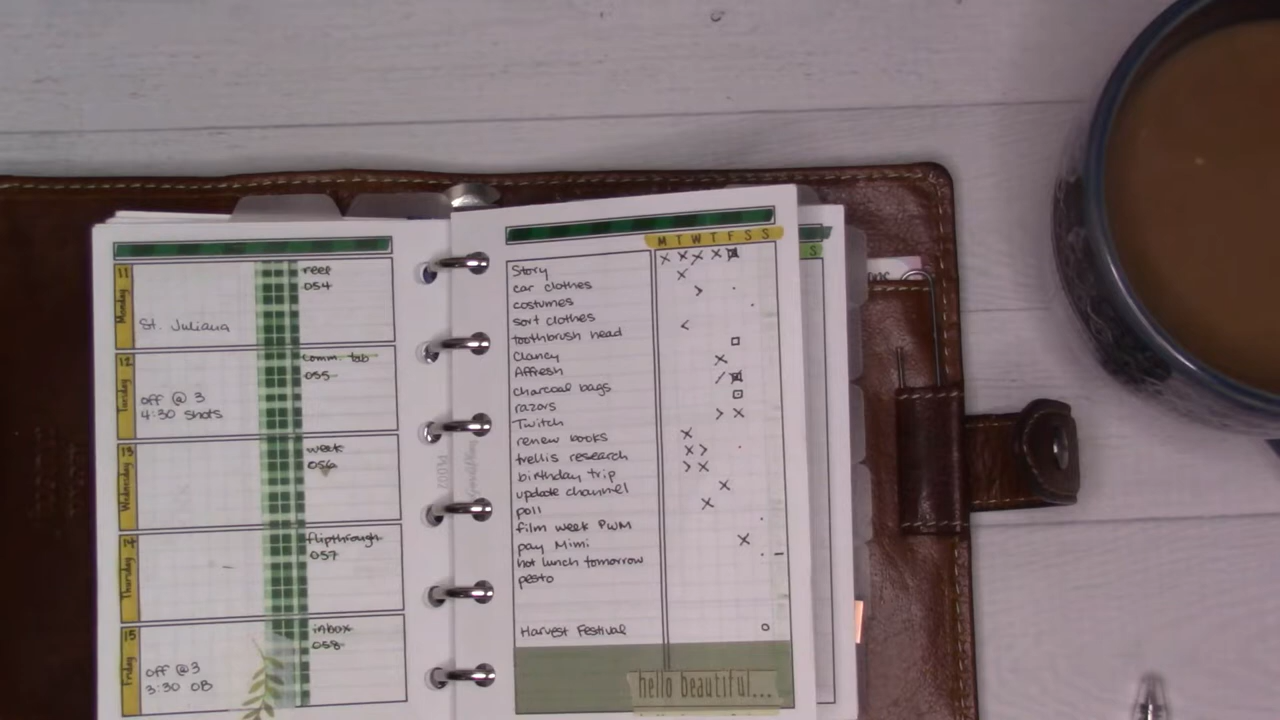 11
Monday
St. Juliana
reel
054
12
Tuesday
off @ 3
4:30 shots
comm. tab
055
13
Wednesday
week
056
14
Thursday
flipthrough
057
15
Friday
off @3
3:30 OB
inbox
058
M T W T F S S
Story
car clothes
costumes
sort clothes
toothbrush head
Clancy
Affresh
charcoal bags
razors
Twitch
renew books
trellis research
birthday trip
update channel
poll
film week PWM
pay Mimi
hot lunch tomorrow
pesto
Harvest Festival
hello beautiful...
S